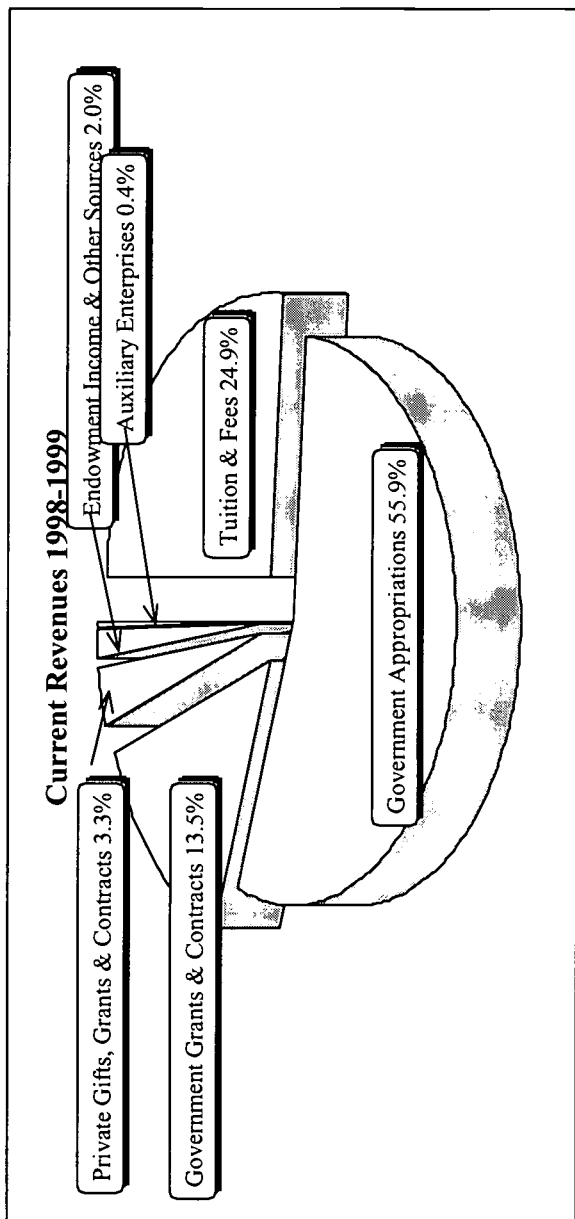 Current Revenues 1998-1999
Endowment Income & Other Sources 2.0%
Auxiliary Enterprises 0.4%
Private Gifts, Grants & Contracts 3.3%
Government Grants & Contracts 13.5%
Tuition & Fees 24.9%
Government Appropriations 55.9%